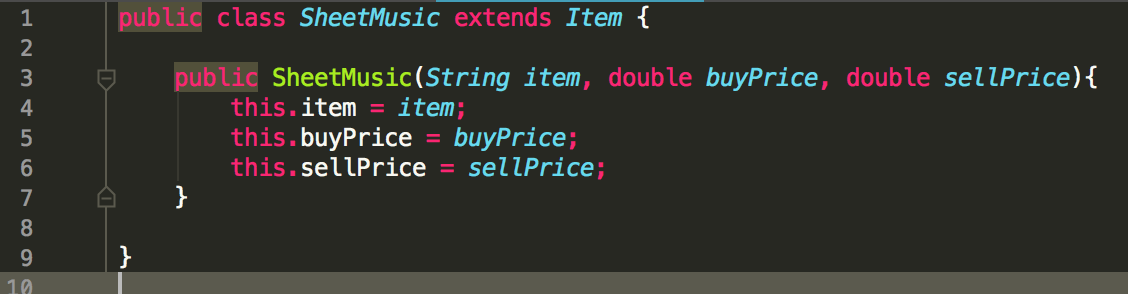 1 public class SheetMusic extends Item {
2
3 public SheetMusic(String item, double buyPrice, double sellPrice){
4 this.item = item;
5 this.buyPrice = buyPrice;
6 this.sellPrice = sellPrice;
7 }
8
9 }
10